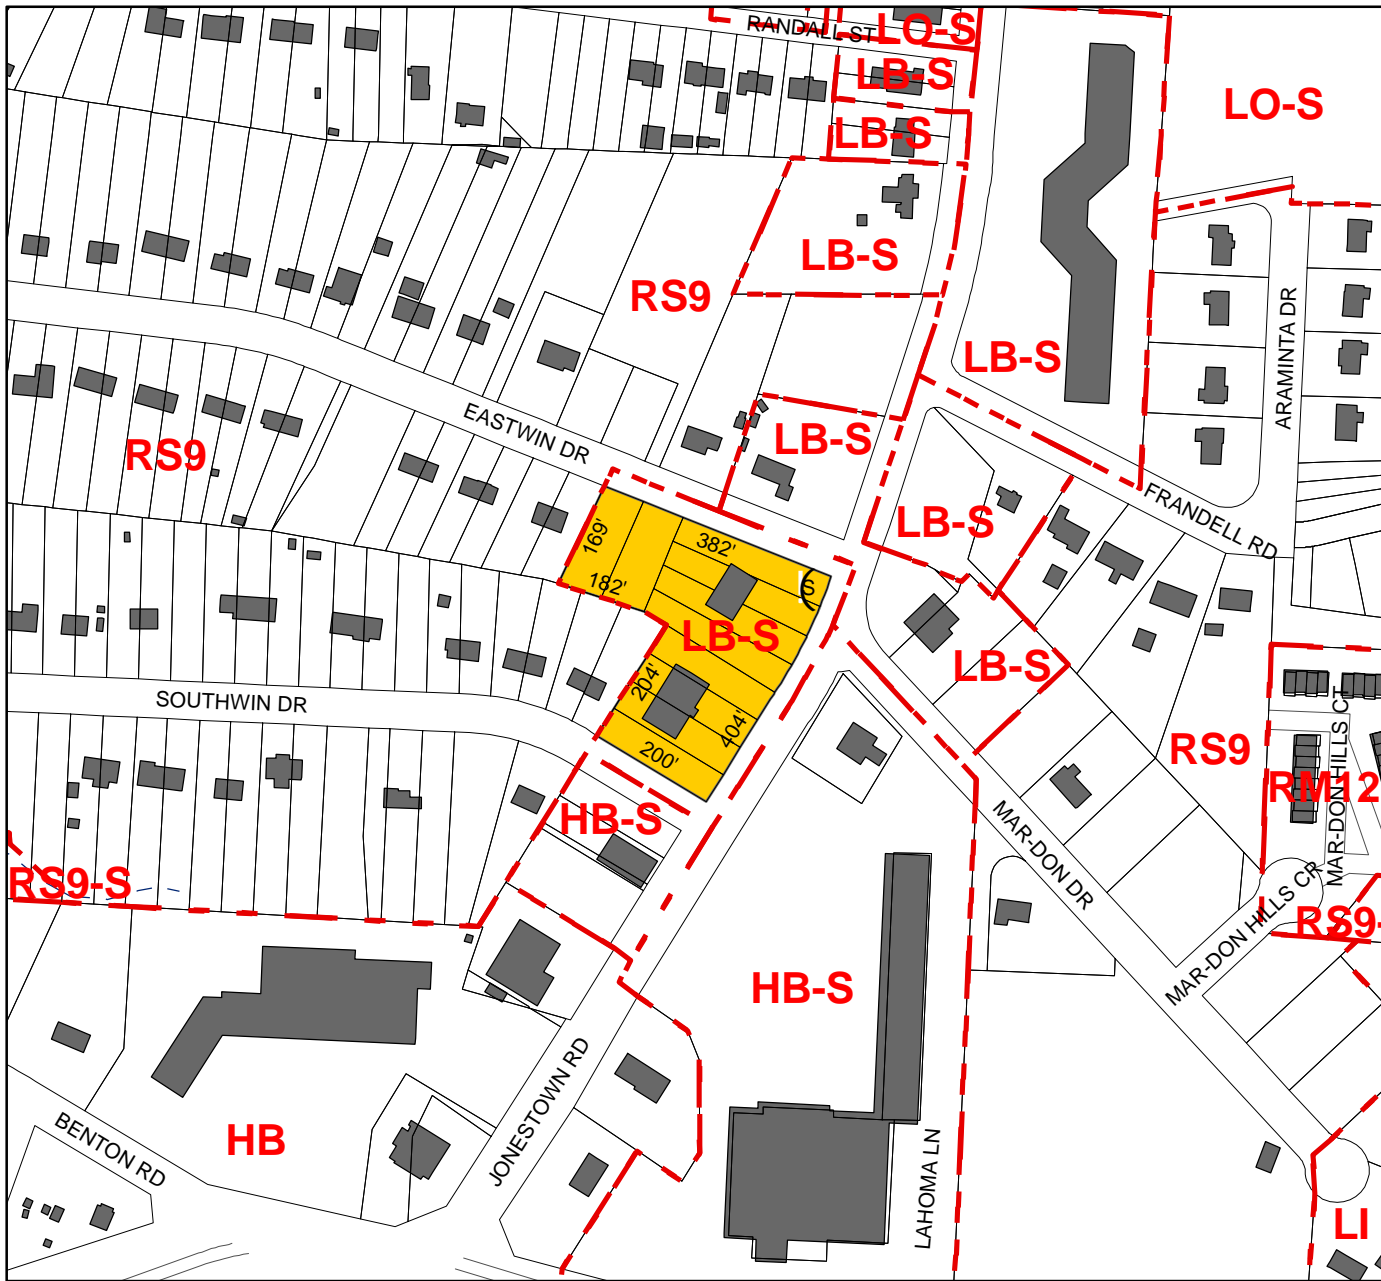 RANDALL ST
LO-S
LB-S
LO-S
LB-S
LB-S
RS9
ARAMINTA DR
LB-S
EASTWIN DR
LB-S
RS9
FRANDELL RD
LB-S
169'
382'
182'
S
LB-S
LB-S
204'
404'
200'
SOUTHWIN DR
RS9
MAR-DON HILLS CT
RM12
HB-S
MAR-DON DR
RS9-S
MAR-DON HILLS CR
RS9-
HB-S
JONESTOWN RD
BENTON RD
HB
LAHOMA LN
LI